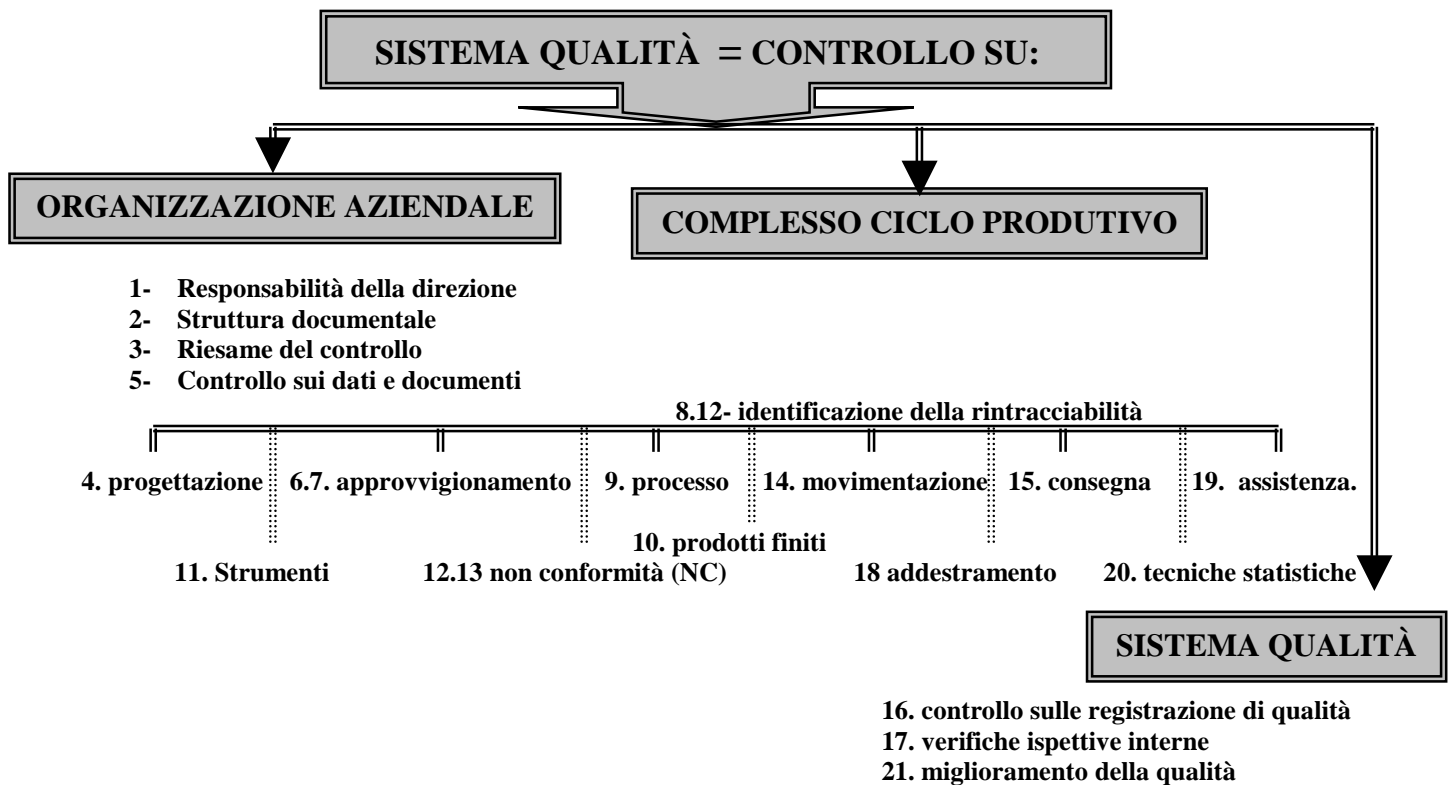 SISTEMA QUALITÀ = CONTROLLO SU:
ORGANIZZAZIONE AZIENDALE
COMPLESSO CICLO PRODUTIVO
1- Responsabilità della direzione
2- Struttura documentale
3- Riesame del controllo
5- Controllo sui dati e documenti
8.12- identificazione della rintracciabilità
4. progettazione 6.7. approvvigionamento 9. processo 14. movimentazione 15. consegna 19. assistenza.
10. prodotti finiti
11. Strumenti 12.13 non conformità (NC) 18 addestramento 20. tecniche statistiche
SISTEMA QUALITÀ
16. controllo sulle registrazione di qualità
17. verifiche ispettive interne
21. miglioramento della qualità